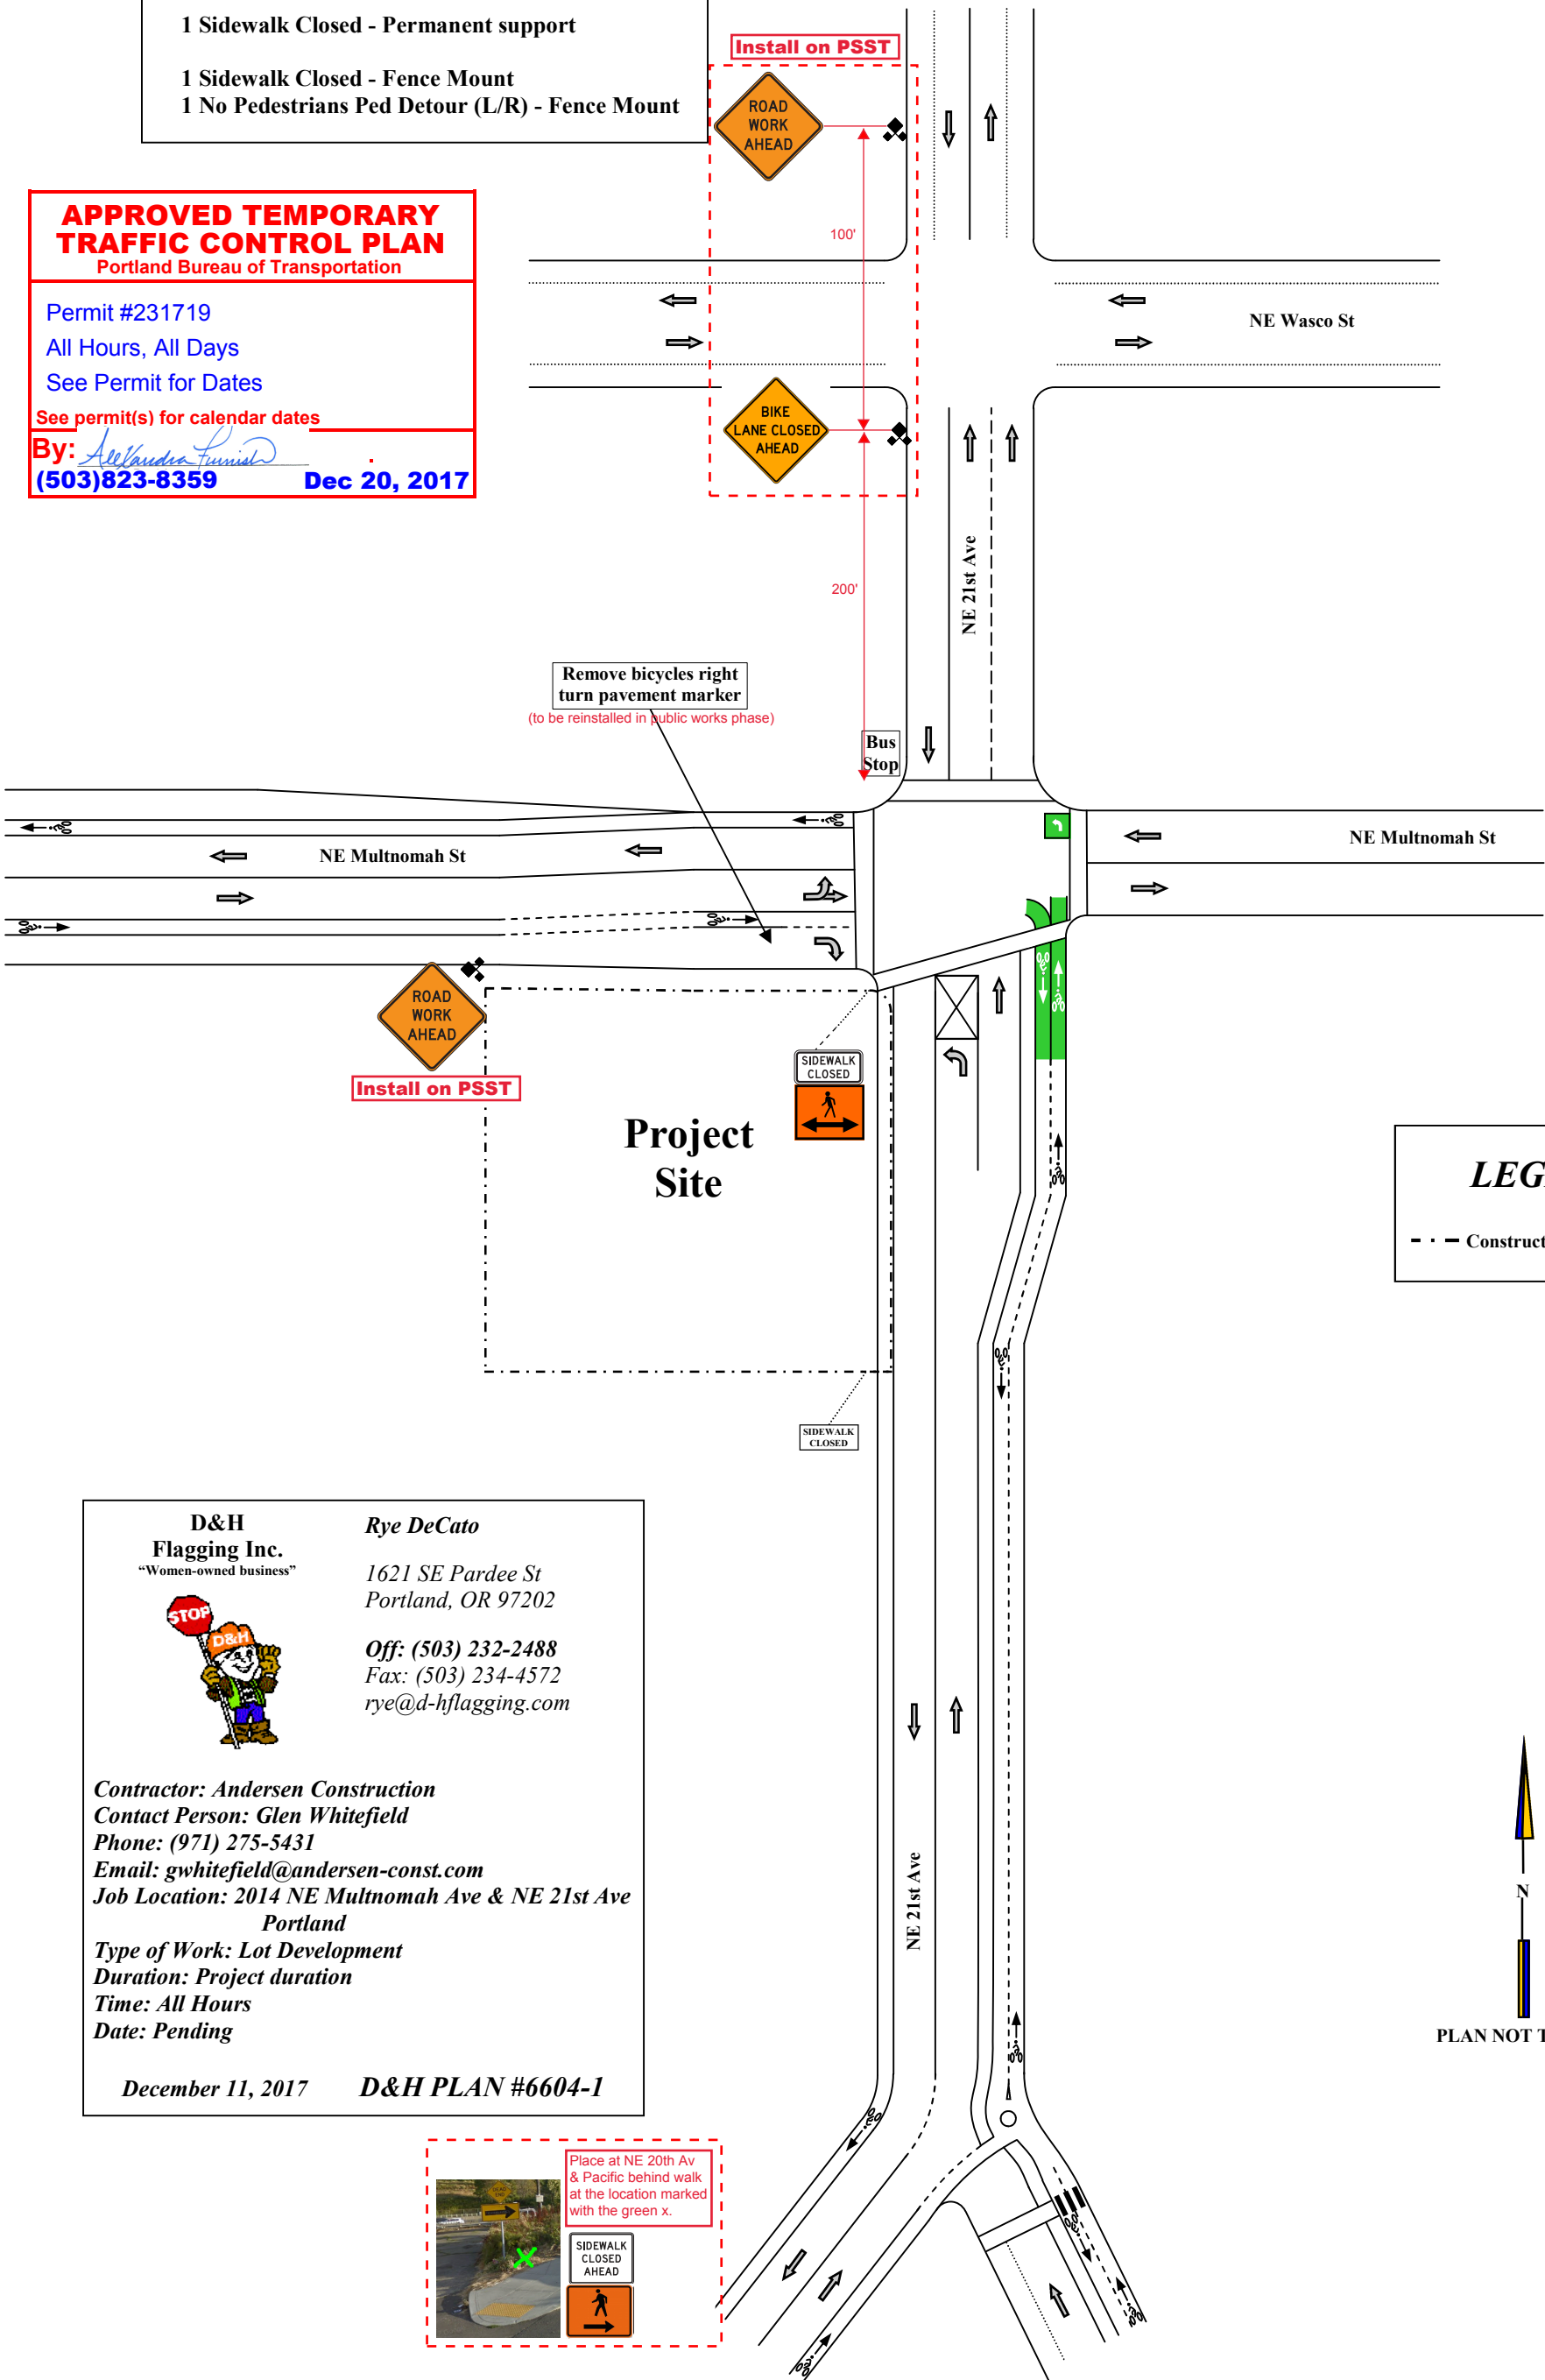 1 Sidewalk Closed - Permanent support
1 Sidewalk Closed - Fence Mount
1 No Pedestrians Ped Detour (L/R) - Fence Mount
Install on PSST
ROAD
WORK
AHEAD
100'
APPROVED TEMPORARY
TRAFFIC CONTROL PLAN
Portland Bureau of Transportation
Permit #231719
All Hours, All Days
See Permit for Dates
See permit(s) for calendar dates
By: Alexandra Furnish
(503)823-8359 Dec 20, 2017
NE Wasco St
BIKE
LANE CLOSED
AHEAD
200'
NE 21st Ave
Remove bicycles right
turn pavement marker
(to be reinstalled in public works phase)
Bus
Stop
NE Multnomah St
NE Multnomah St
ROAD
WORK
AHEAD
Install on PSST
SIDEWALK
CLOSED
Project
Site
LEG
Construct
SIDEWALK
CLOSED
D&H
Flagging Inc.
“Women-owned business”
STOP
D&H
Rye DeCato
1621 SE Pardee St
Portland, OR 97202
Off: (503) 232-2488
Fax: (503) 234-4572
rye@d-hflagging.com
Contractor: Andersen Construction
Contact Person: Glen Whitefield
Phone: (971) 275-5431
Email: gwhitefield@andersen-const.com
Job Location: 2014 NE Multnomah Ave & NE 21st Ave
Portland
Type of Work: Lot Development
Duration: Project duration
Time: All Hours
Date: Pending
December 11, 2017 D&H PLAN #6604-1
NE 21st Ave
N
PLAN NOT T
Place at NE 20th Av
& Pacific behind walk
at the location marked
with the green x.
SIDEWALK
CLOSED
AHEAD